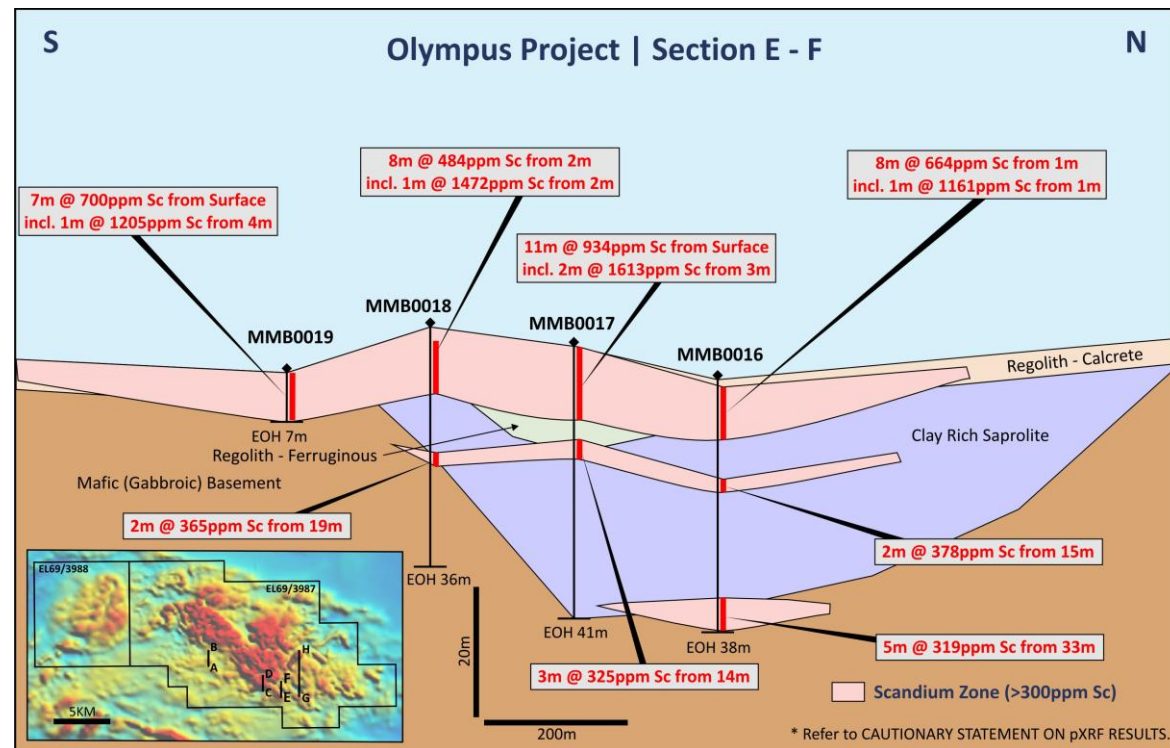 S
Olympus Project | Section E - F
N
8m @ 484ppm Sc from 2m
incl. 1m @ 1472ppm Sc from 2m
8m @ 664ppm Sc from 1m
incl. 1m @ 1161ppm Sc from 1m
7m @ 700ppm Sc from Surface
incl. 1m @ 1205ppm Sc from 4m
11m @ 934ppm Sc from Surface
incl. 2m @ 1613ppm Sc from 3m
MMB0018
MMB0019
MMB0017
MMB0016
Regolith - Calcrete
EOH 7m
Regolith - Ferruginous
Clay Rich Saprolite
Mafic (Gabbroic) Basement
2m @ 365ppm Sc from 19m
2m @ 378ppm Sc from 15m
EOH 36m
EOH 41m
EOH 38m
20m
5m @ 319ppm Sc from 33m
3m @ 325ppm Sc from 14m
Scandium Zone (>300ppm Sc)
200m
* Refer to CAUTIONARY STATEMENT ON pXRF RESULTS.
EL69/3988
EL69/3987
B
A
H
D
F
C
E
G
5KM